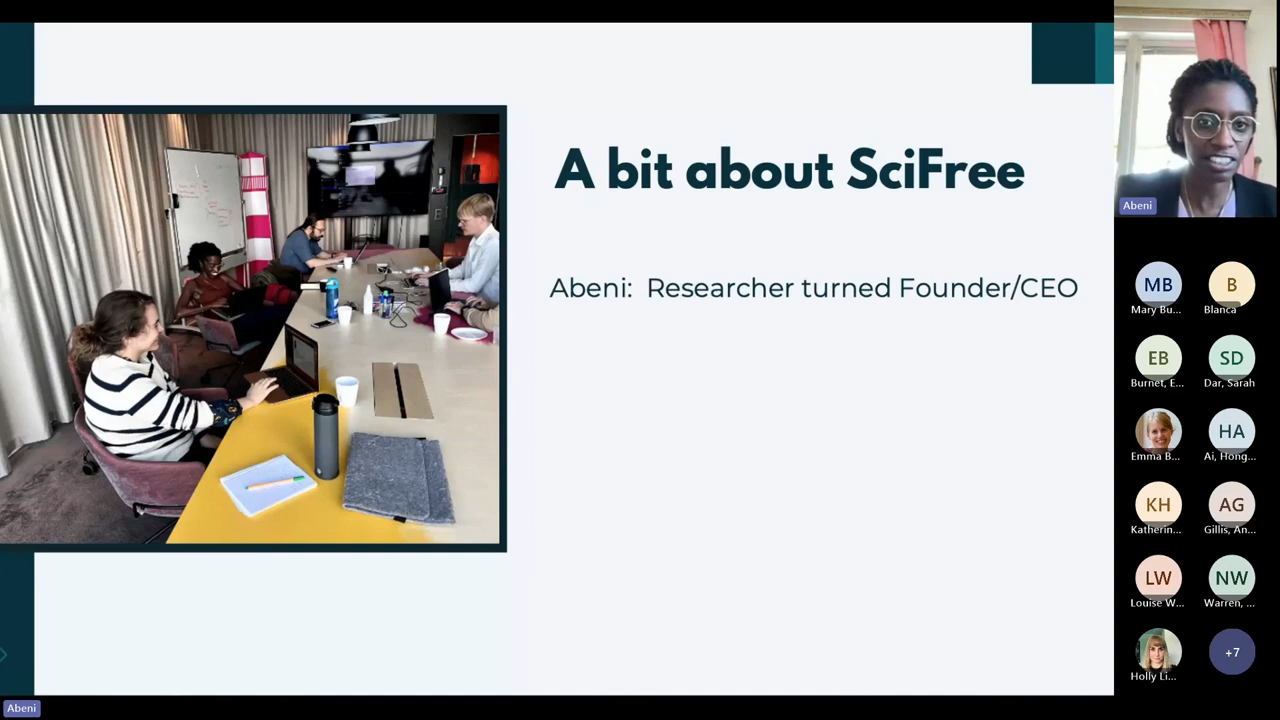 A bit about SciFree
Abeni: Researcher turned Founder/CEO
Abeni
MB
B
Mary Bu...
Blanca
EB
SD
Burnet, E...
Dar, Sarah
HA
Emma B...
Ai, Hong...
KH
AG
Katherin...
Gillis, An...
LW
NW
Louise W...
Warren, ...
+7
Holly Li...
Abeni